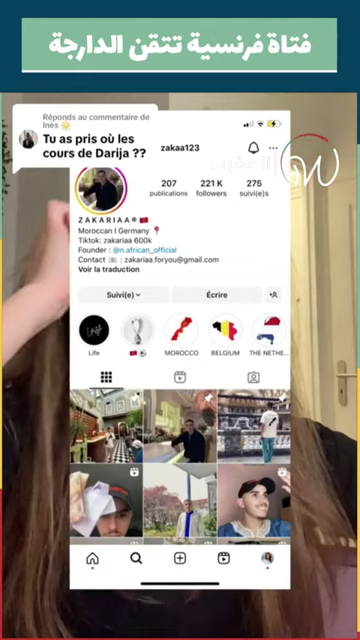 فتاة فرنسية تتقن الدارجة
Réponds au commentaire de
Inès ☀️
Tu as pris où les
cours de Darija ??
zakaa123
المغرب
207
221 K
275
publications
followers
suivi(e)s
Z A K A R I A A ® 🇲🇦
Moroccan I Germany 📍
Tiktok: zakariaa 600k
Founder : @n.african_official
Contact 📧 : zakariaa.foryou@gmail.com
Voir la traduction
Suivi(e)
Écrire
Life
🇲🇦 ⚽
MOROCCO
BELGIUM
THE NETHE...